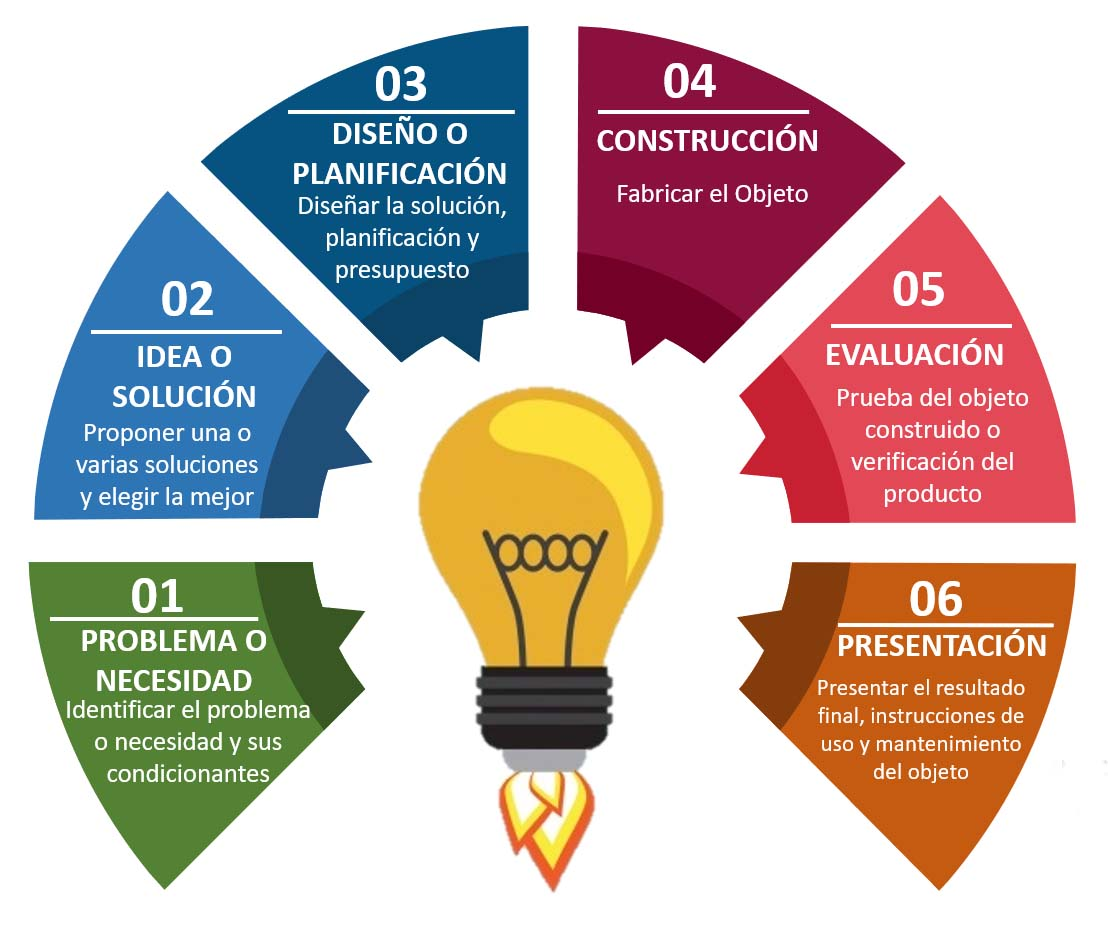 01
PROBLEMA O
NECESIDAD
Identificar el problema
o necesidad y sus
condicionantes
02
IDEA O
SOLUCIÓN
Proponer una o
varias soluciones
y elegir la mejor
03
DISEÑO O
PLANIFICACIÓN
Diseñar la solución,
planificación y
presupuesto
04
CONSTRUCCIÓN
Fabricar el Objeto
05
EVALUACIÓN
Prueba del objeto
construido o
verificación del
producto
06
PRESENTACIÓN
Presentar el resultado
final, instrucciones de
uso y mantenimiento
del objeto